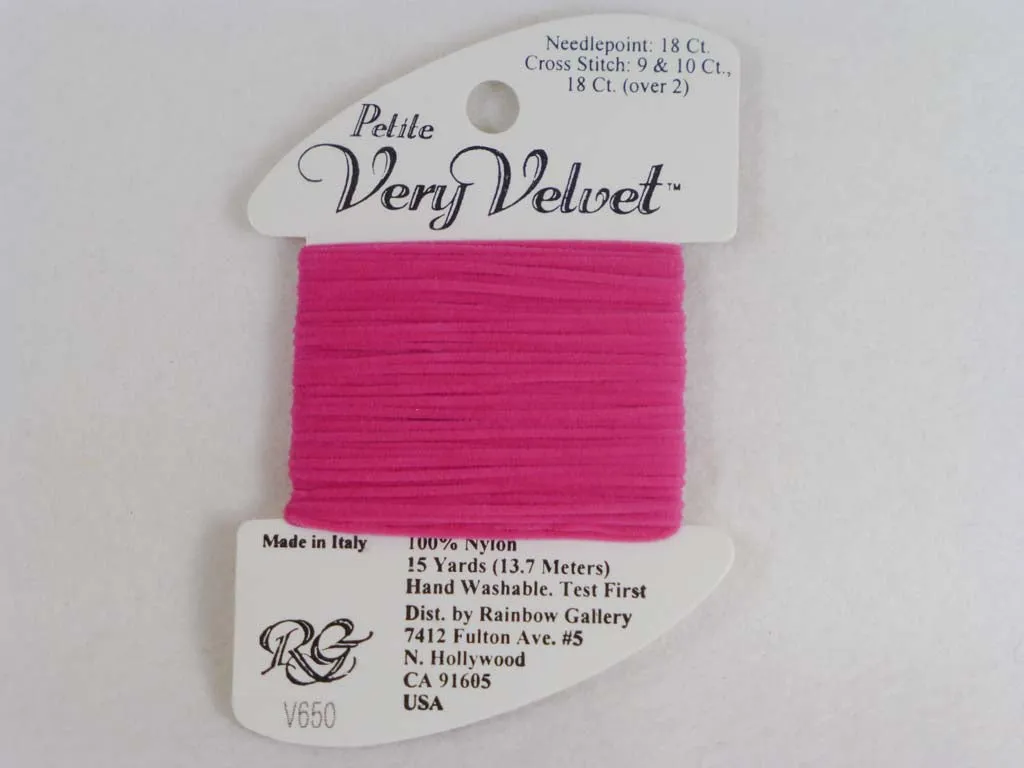 Needlepoint: 18 Ct.
Cross Stitch: 9 & 10 Ct.,
18 Ct. (over 2)
Petite
Very Velvet™
Made in Italy
100% Nylon
15 Yards (13.7 Meters)
Hand Washable. Test First
Dist. by Rainbow Gallery
7412 Fulton Ave. #5
N. Hollywood
CA 91605
USA
RG
V650